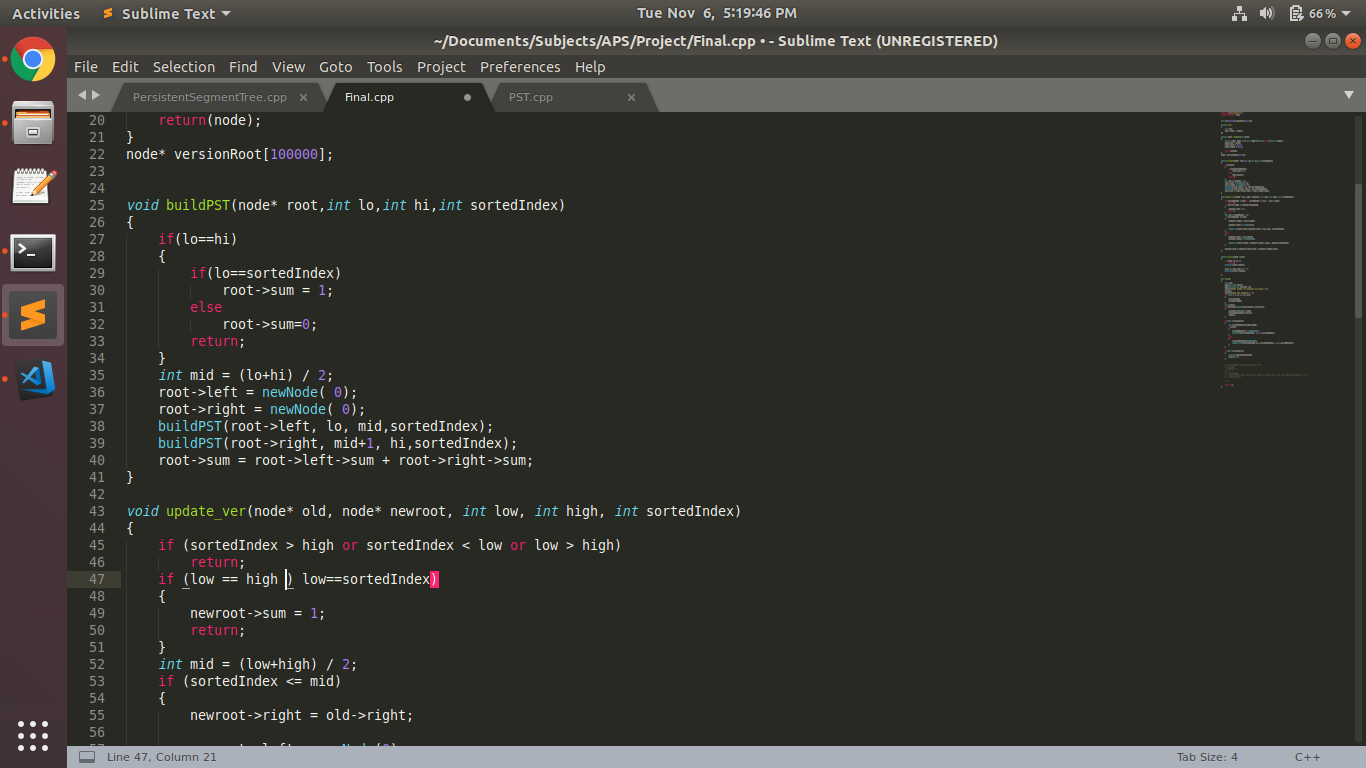 Activities Sublime Text Tue Nov 6, 5:19:46 PM 66%
~/Documents/Subjects/APS/Project/Final.cpp • - Sublime Text (UNREGISTERED)
File Edit Selection Find View Goto Tools Project Preferences Help
PersistentSegmentTree.cpp × Final.cpp PST.cpp ×
20 return(node);
21 }
22 node* versionRoot[100000];
23
24
25 void buildPST(node* root,int lo,int hi,int sortedIndex)
26 {
27 if(lo==hi)
28 {
29 if(lo==sortedIndex)
30 root->sum = 1;
31 else
32 root->sum=0;
33 return;
34 }
35 int mid = (lo+hi) / 2;
36 root->left = newNode( 0);
37 root->right = newNode( 0);
38 buildPST(root->left, lo, mid,sortedIndex);
39 buildPST(root->right, mid+1, hi,sortedIndex);
40 root->sum = root->left->sum + root->right->sum;
41 }
42
43 void update_ver(node* old, node* newroot, int low, int high, int sortedIndex)
44 {
45 if (sortedIndex > high or sortedIndex < low or low > high)
46 return;
47 if (low == high ) low==sortedIndex)
48 {
49 newroot->sum = 1;
50 return;
51 }
52 int mid = (low+high) / 2;
53 if (sortedIndex <= mid)
54 {
55 newroot->right = old->right;
56
Line 47, Column 21 Tab Size: 4 C++